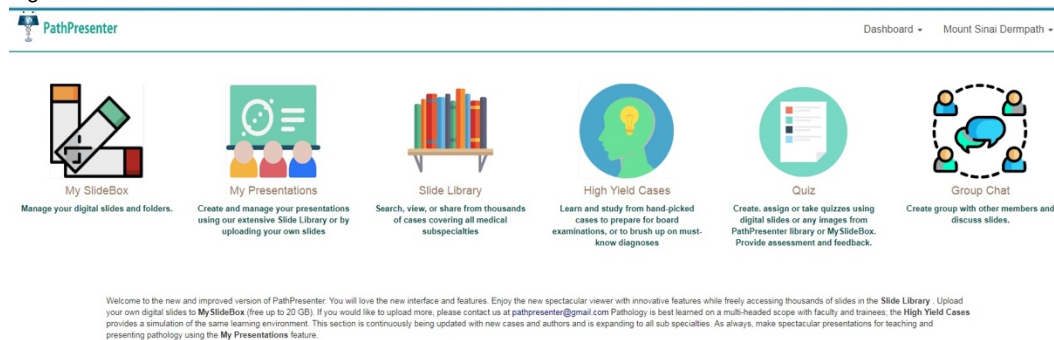 PathPresenter
Dashboard
Mount Sinai Dermpath
My SlideBox
Manage your digital slides and folders.
My Presentations
Create and manage your presentations
using our extensive Slide Library or by
uploading your own slides
Slide Library
Search, view, or share from thousands
of cases covering all medical
subspecialties
High Yield Cases
Learn and study from hand-picked
cases to prepare for board
examinations, or to brush up on must-
know diagnoses
Quiz
Create. assign or take quizzes using
digital slides or any images from
PathPresenter library or MySlideBox.
Provide assessment and feedback.
Group Chat
Create group with other members and
discuss slides.
Welcome to the new and improved version of PathPresenter. You will love the new interface and features. Enjoy the new spectacular viewer with innovative features while freely accessing thousands of slides in the Slide Library . Upload
your own digital slides to MySlideBox (free up to 20 GB). If you would like to upload more, please contact us at pathpresenter@gmail.com Pathology is best learned on a multi-headed scope with faculty and trainees; the High Yield Cases
provides a simulation of the same learning environment. This section is continuously being updated with new cases and authors and is expanding to all sub specialties. As always, make spectacular presentations for teaching and
presenting pathology using the My Presentations feature.